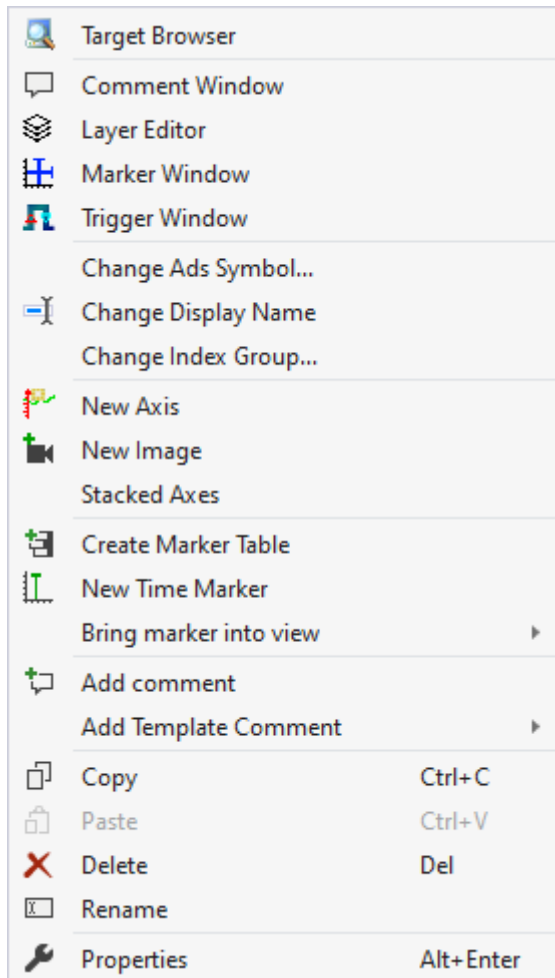 Target Browser
Comment Window
Layer Editor
Marker Window
Trigger Window
Change Ads Symbol...
Change Display Name
Change Index Group...
New Axis
New Image
Stacked Axes
Create Marker Table
New Time Marker
Bring marker into view
Add comment
Add Template Comment
Copy Ctrl+C
Paste Ctrl+V
Delete Del
Rename
Properties Alt+Enter